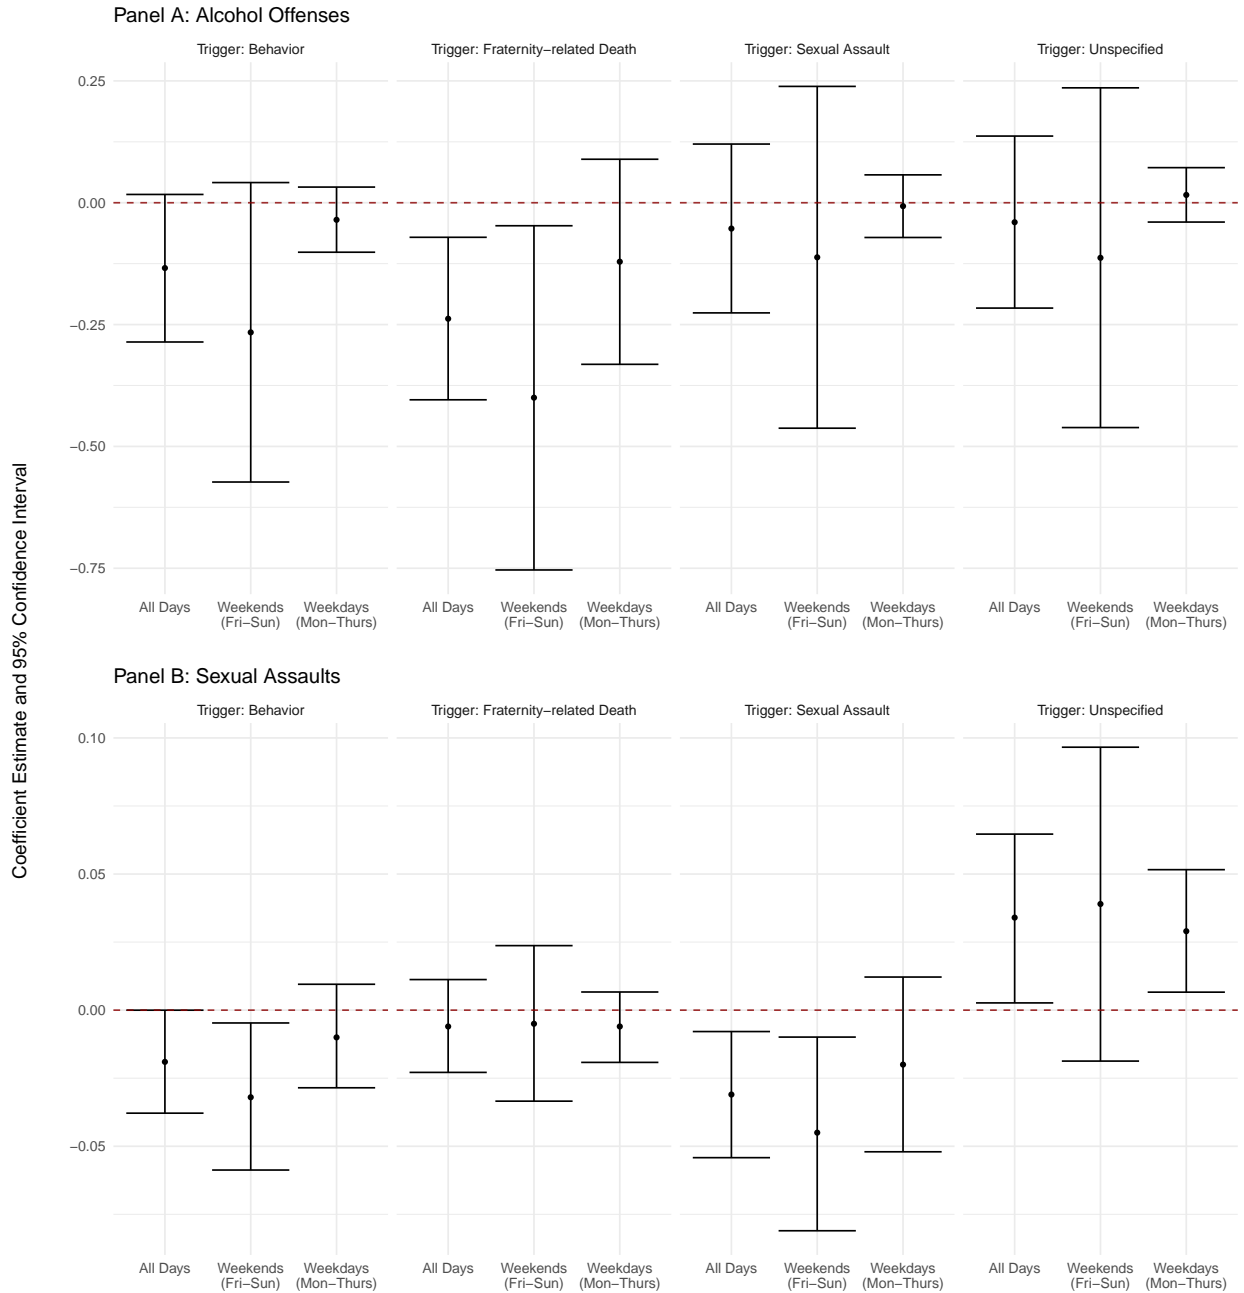 Panel A: Alcohol Offenses
Trigger: Behavior
Trigger: Fraternity−related Death
Trigger: Sexual Assault
Trigger: Unspecified
0.25
0.00
−0.25
−0.50
−0.75
All Days
Weekends
(Fri−Sun)
Weekdays
(Mon−Thurs)
All Days
Weekends
(Fri−Sun)
Weekdays
(Mon−Thurs)
All Days
Weekends
(Fri−Sun)
Weekdays
(Mon−Thurs)
All Days
Weekends
(Fri−Sun)
Weekdays
(Mon−Thurs)
Coefficient Estimate and 95% Confidence Interval
Panel B: Sexual Assaults
Trigger: Behavior
Trigger: Fraternity−related Death
Trigger: Sexual Assault
Trigger: Unspecified
0.10
0.05
0.00
−0.05
All Days
Weekends
(Fri−Sun)
Weekdays
(Mon−Thurs)
All Days
Weekends
(Fri−Sun)
Weekdays
(Mon−Thurs)
All Days
Weekends
(Fri−Sun)
Weekdays
(Mon−Thurs)
All Days
Weekends
(Fri−Sun)
Weekdays
(Mon−Thurs)